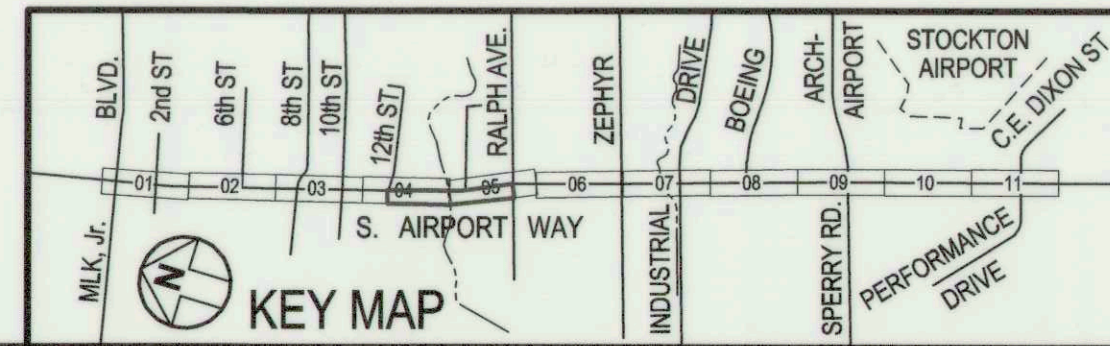 BLVD.
2nd ST
6th ST
8th ST
10th ST
12th ST
RALPH AVE.
ZEPHYR
DRIVE
BOEING
ARCH-
AIRPORT
STOCKTON
AIRPORT
C.E. DIXON ST
01
02
03
04
05
06
07
08
09
10
11
S. AIRPORT WAY
MLK, Jr.
N
KEY MAP
INDUSTRIAL
SPERRY RD.
PERFORMANCE
DRIVE